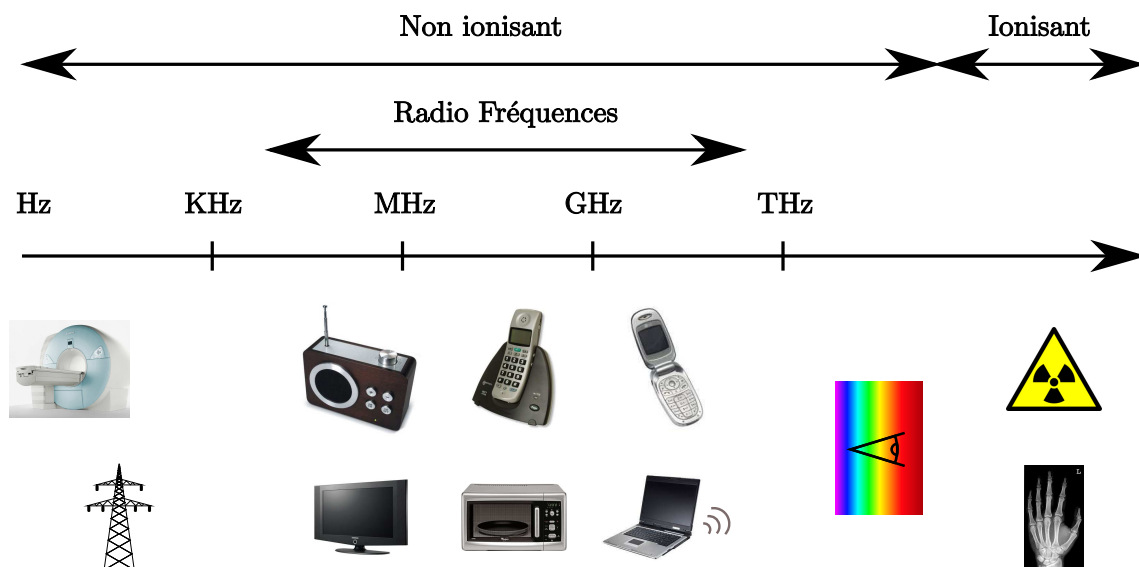 Non ionisant
Ionisant
Radio Fréquences
Hz
KHz
MHz
GHz
THz
L